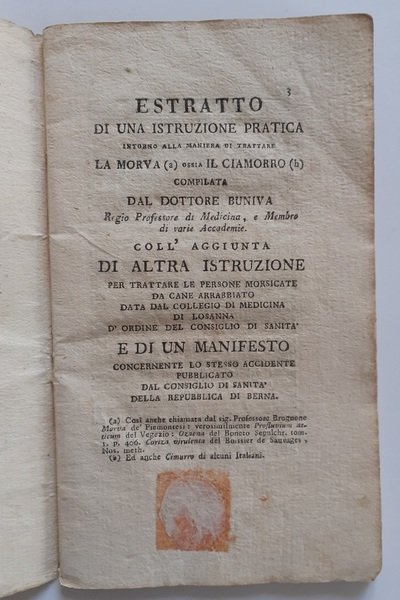 3
ESTRATTO
DI UNA ISTRUZIONE PRATICA
INTORNO ALLA MANIERA DI TRATTARE
LA MORVA (a) OSSIA IL CIAMORRO (b)
COMPILATA
DAL DOTTORE BUNIVA
Regio Professore di Medicina, e Membro
di varie Accademie.
COLL' AGGIUNTA
DI ALTRA ISTRUZIONE
PER TRATTARE LE PERSONE MORSICATE
DA CANE ARRABBIATO
DATA DAL COLLEGIO DI MEDICINA
DI LOSANNA
D' ORDINE DEL CONSIGLIO DI SANITA'
E DI UN MANIFESTO
CONCERNENTE LO STESSO ACCIDENTE
PUBBLICATO
DAL CONSIGLIO DI SANITA'
DELLA REPUBBLICA DI BERNA.
(a) Così anche chiamata dal sig. Professore Brognone
Morva de' Piemontesi: verosimilmente Profluvium at-
ticum del Vegezio: Ozaena del Boneto Sepulchr. tom.
1. p. 406. Coriza virulenta del Boissier de Sauvages,
Nos. meth.
(b) Ed anche Cimurro di alcuni Italiani.